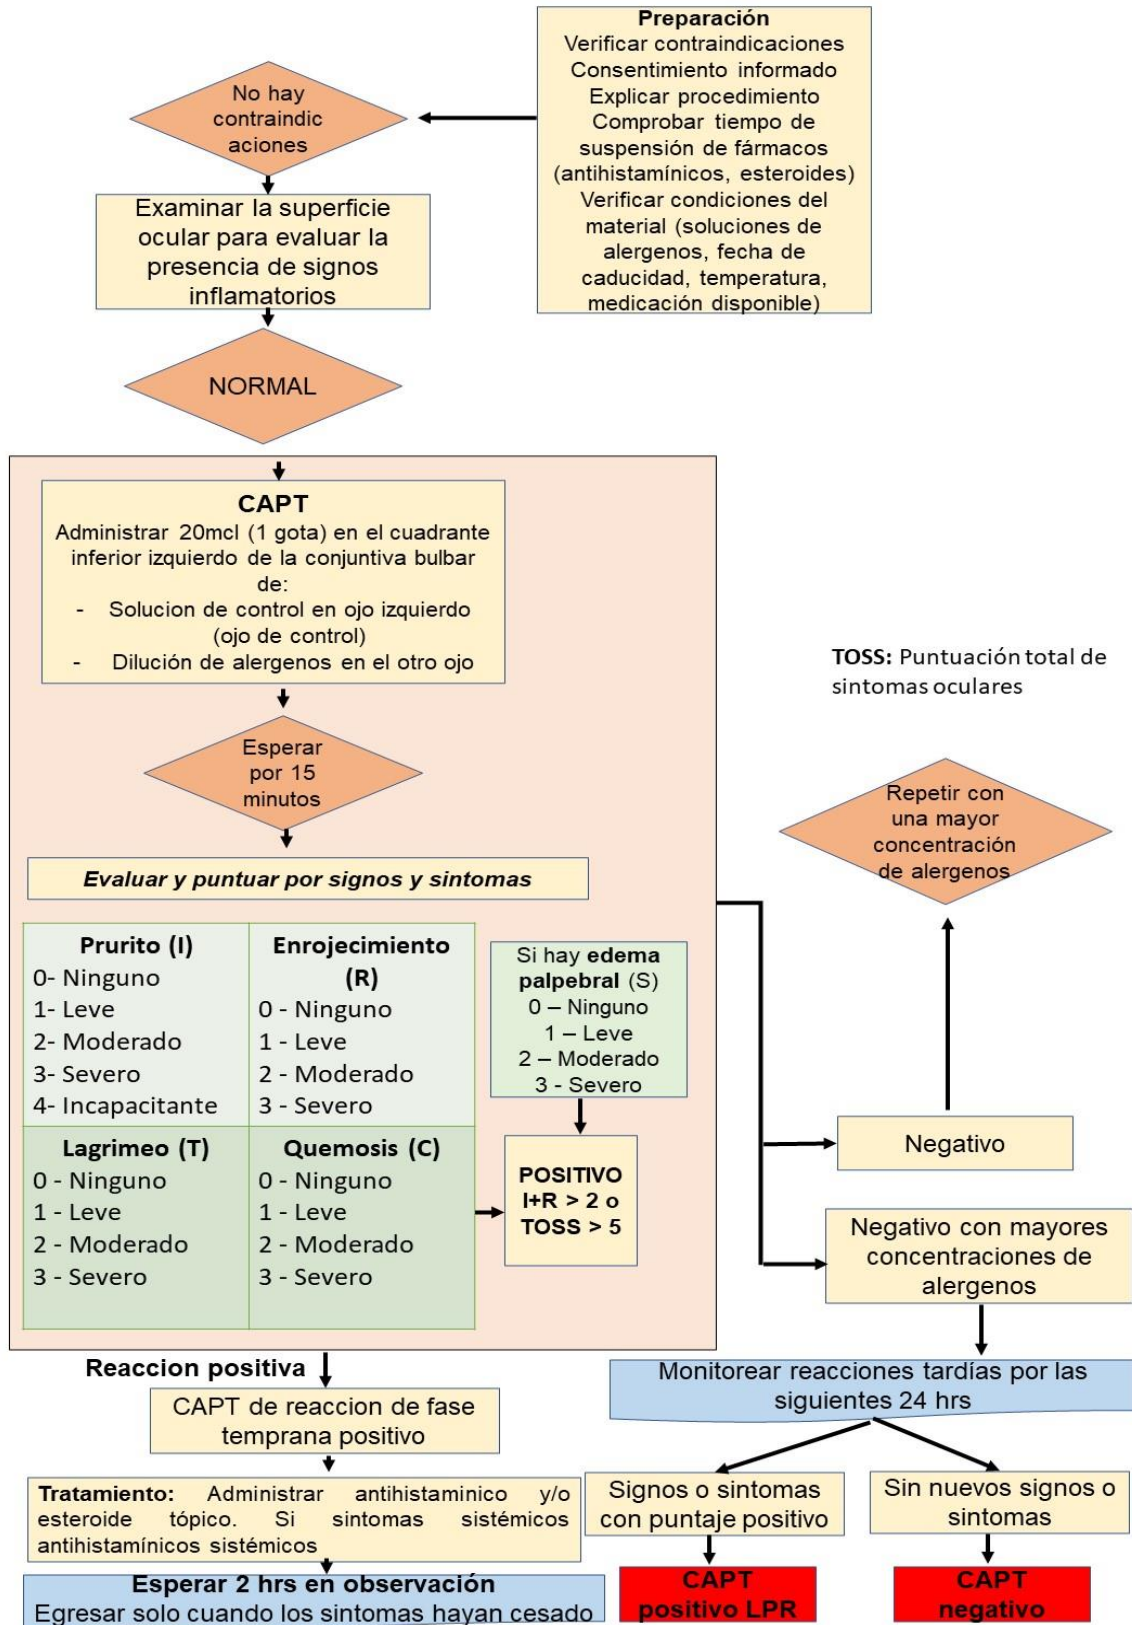 Preparación
Verificar contraindicaciones
Consentimiento informado
Explicar procedimiento
Comprobar tiempo de
suspensión de fármacos
(antihistamínicos, esteroides)
Verificar condiciones del
material (soluciones de
alergenos, fecha de
caducidad, temperatura,
medicación disponible)
No hay
contraindic
aciones
Examinar la superficie
ocular para evaluar la
presencia de signos
inflamatorios
NORMAL
CAPT
Administrar 20mcl (1 gota) en el cuadrante
inferior izquierdo de la conjuntiva bulbar
de:
- Solucion de control en ojo izquierdo
(ojo de control)
- Dilución de alergenos en el otro ojo
Esperar
por 15
minutos
Evaluar y puntuar por signos y sintomas
Prurito (I)
0- Ninguno
1- Leve
2- Moderado
3- Severo
4- Incapacitante
Enrojecimiento
(R)
0 - Ninguno
1 - Leve
2 - Moderado
3 - Severo
Lagrimeo (T)
0 - Ninguno
1 - Leve
2 - Moderado
3 - Severo
Quemosis (C)
0 - Ninguno
1 - Leve
2 - Moderado
3 - Severo
Si hay edema
palpebral (S)
0 – Ninguno
1 – Leve
2 – Moderado
3 - Severo
POSITIVO
I+R > 2 o
TOSS > 5
TOSS: Puntuación total de
sintomas oculares
Repetir con
una mayor
concentración
de alergenos
Negativo
Negativo con mayores
concentraciones de
alergenos
Monitorear reacciones tardías por las
siguientes 24 hrs
Signos o sintomas
con puntaje positivo
Sin nuevos signos o
sintomas
CAPT
positivo LPR
CAPT
negativo
Reaccion positiva
CAPT de reaccion de fase
temprana positivo
Tratamiento: Administrar antihistaminico y/o
esteroide tópico. Si sintomas sistémicos
antihistamínicos sistémicos
Esperar 2 hrs en observación
Egresar solo cuando los sintomas hayan cesado